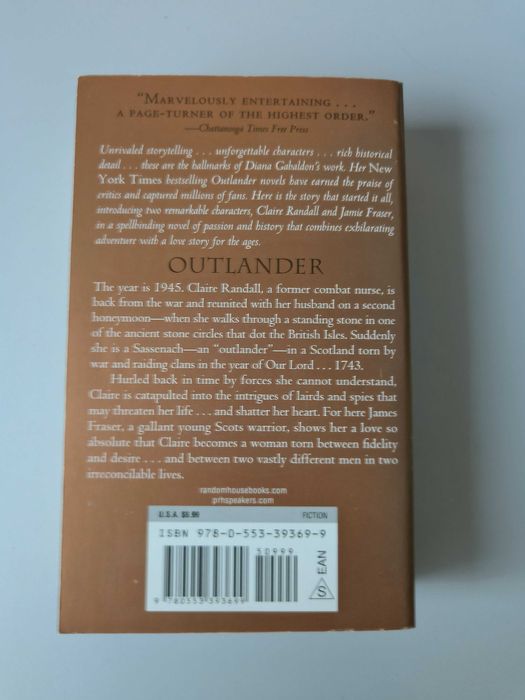 "MARVELOUSLY ENTERTAINING . . .
A PAGE-TURNER OF THE HIGHEST ORDER."
—Chattanooga Times Free Press
Unrivaled storytelling . . . unforgettable characters . . . rich historical
detail . . . these are the hallmarks of Diana Gabaldon's work. Her New
York Times bestselling Outlander novels have earned the praise of
critics and captured millions of fans. Here is the story that started it all,
introducing two remarkable characters, Claire Randall and Jamie Fraser,
in a spellbinding novel of passion and history that combines exhilarating
adventure with a love story for the ages.
OUTLANDER
The year is 1945. Claire Randall, a former combat nurse, is
back from the war and reunited with her husband on a second
honeymoon—when she walks through a standing stone in one of
the ancient stone circles that dot the British Isles. Suddenly
she is a Sassenach—an "outlander"—in a Scotland torn by
war and raiding clans in the year of Our Lord . . . 1743.
Hurled back in time by forces she cannot understand,
Claire is catapulted into the intrigues of lairds and spies that
may threaten her life . . . and shatter her heart. For here James
Fraser, a gallant young Scots warrior, shows her a love so
absolute that Claire becomes a woman torn between fidelity
and desire . . . and between two vastly different men in two
irreconcilable lives.
randomhousebooks.com
prhspeakers.com
U.S.A. $9.99 FICTION
ISBN 978-0-553-39369-9
50999
9 780553 393699
EAN
S